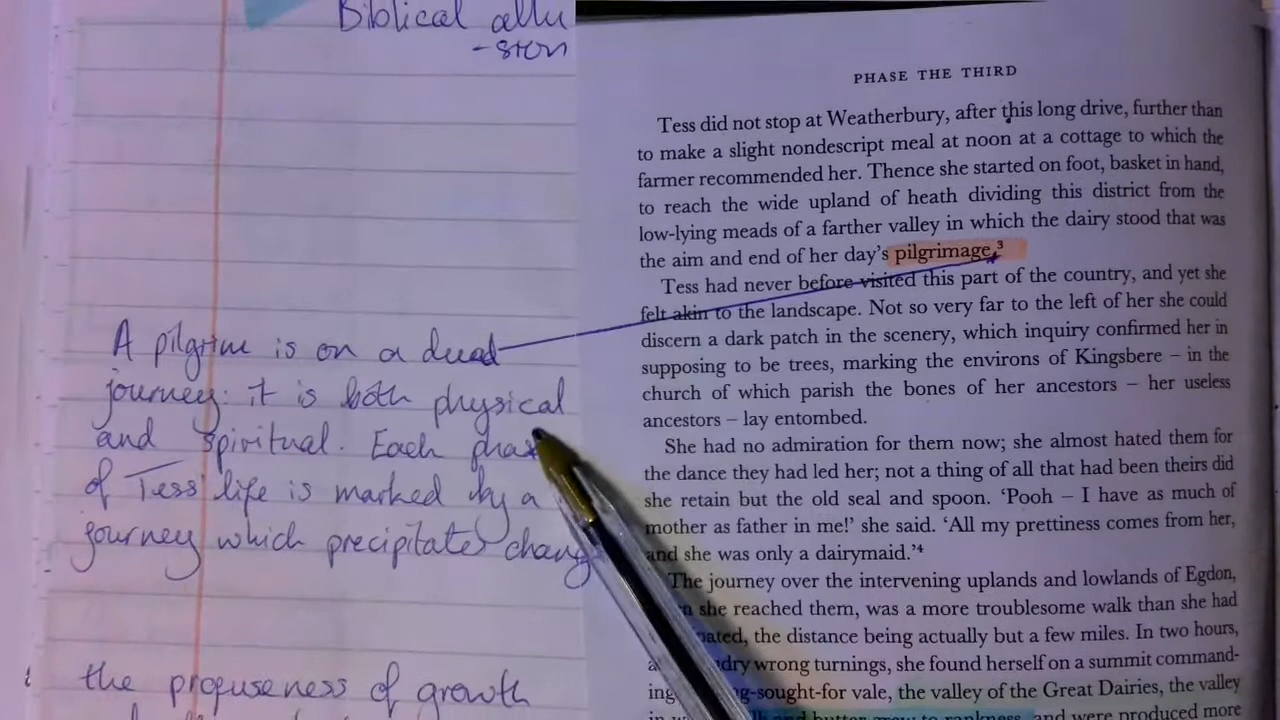 Biblical allu
-sion
A pilgrim is on a dual
journey: it is both physical
and spiritual. Each phase
of Tess' life is marked by a
journey which precipitates chang
the profuseness of growth
PHASE THE THIRD
Tess did not stop at Weatherbury, after this long drive, further than
to make a slight nondescript meal at noon at a cottage to which the
farmer recommended her. Thence she started on foot, basket in hand,
to reach the wide upland of heath dividing this district from the
low-lying meads of a farther valley in which the dairy stood that was
the aim and end of her day's pilgrimage.³
Tess had never before visited this part of the country, and yet she
felt akin to the landscape. Not so very far to the left of her she could
discern a dark patch in the scenery, which inquiry confirmed her in
supposing to be trees, marking the environs of Kingsbere – in the
church of which parish the bones of her ancestors – her useless
ancestors – lay entombed.
She had no admiration for them now; she almost hated them for
the dance they had led her; not a thing of all that had been theirs did
she retain but the old seal and spoon. 'Pooh – I have as much of
mother as father in me!' she said. 'All my prettiness comes from her,
and she was only a dairymaid.'⁴
The journey over the intervening uplands and lowlands of Egdon,
she reached them, was a more troublesome walk than she had
the distance being actually but a few miles. In two hours,
wrong turnings, she found herself on a summit command-
ing sought-for vale, the valley of the Great Dairies, the valley
and butter grew to rankness, and were produced more